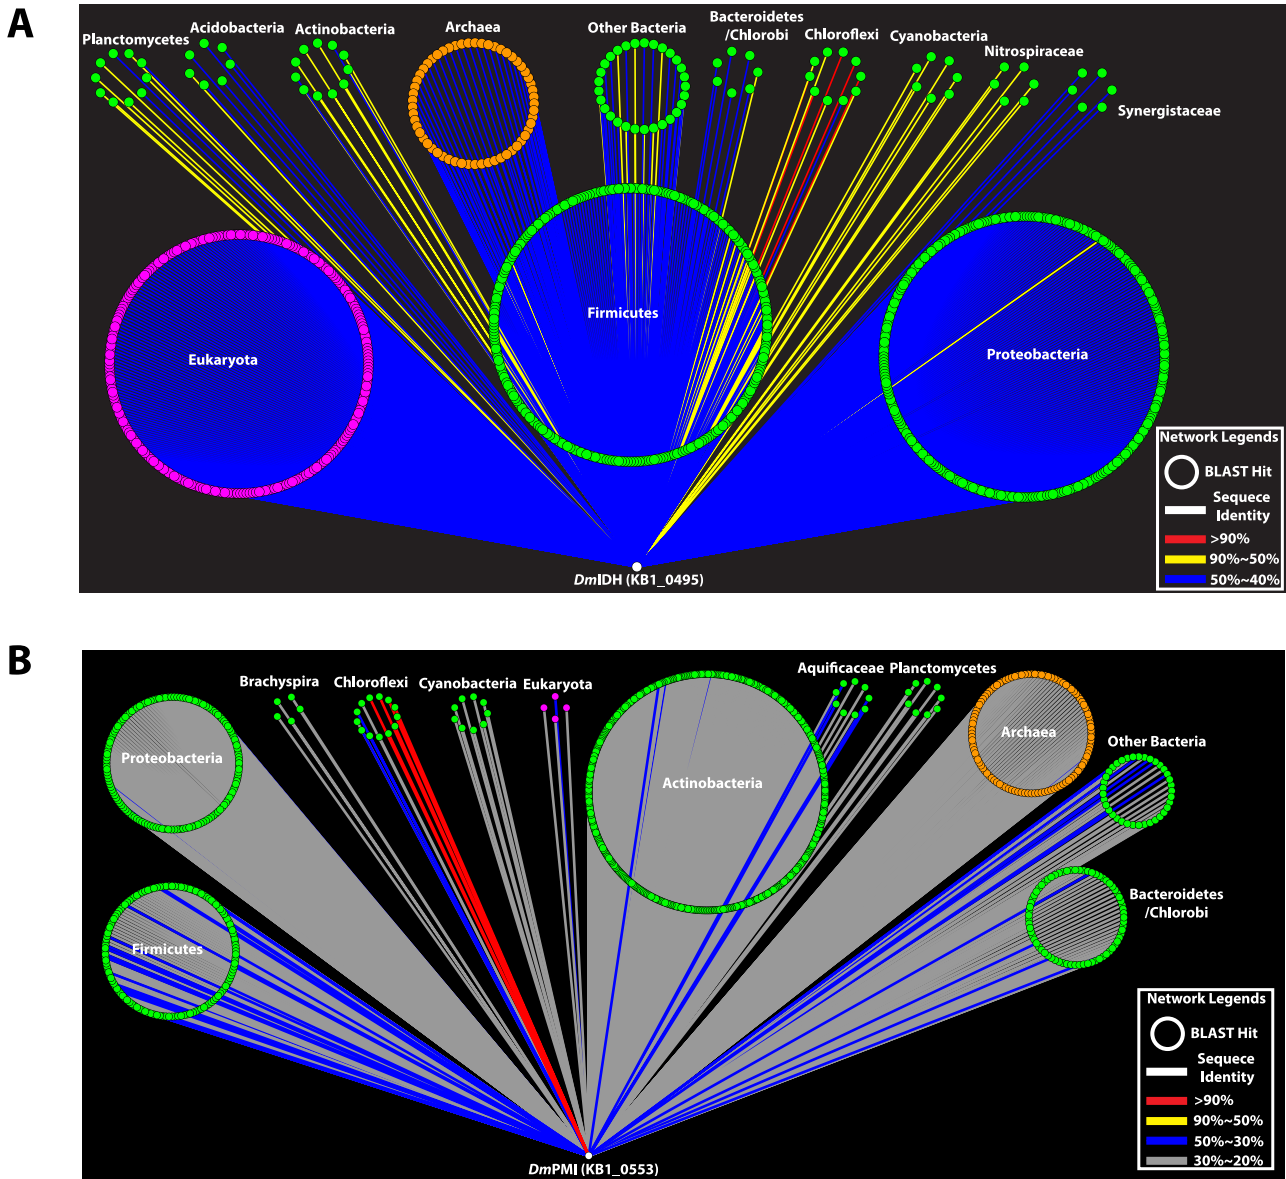 A
Planctomycetes
Acidobacteria
Actinobacteria
Archaea
Other Bacteria
Bacteroidetes
/Chlorobi
Chloroflexi
Cyanobacteria
Nitrospiraceae
Synergistaceae
Eukaryota
Firmicutes
Proteobacteria
Network Legends
BLAST Hit
Sequece
Identity
>90%
90%~50%
50%~40%
DmIDH (KB1_0495)
B
Brachyspira
Chloroflexi
Cyanobacteria
Eukaryota
Aquificaceae
Planctomycetes
Proteobacteria
Actinobacteria
Archaea
Other Bacteria
Firmicutes
Bacteroidetes
/Chlorobi
Network Legends
BLAST Hit
Sequece
Identity
>90%
90%~50%
50%~30%
30%~20%
DmPMI (KB1_0553)